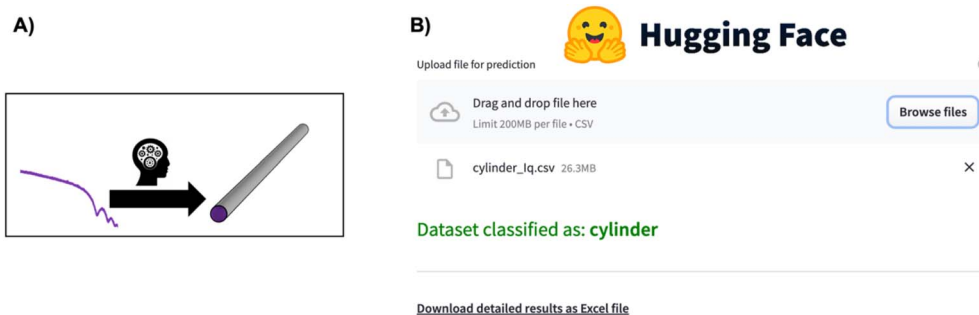 A)
B)
Hugging Face
Upload file for prediction
Drag and drop file here
Limit 200MB per file • CSV
Browse files
cylinder_Iq.csv 26.3MB
×
Dataset classified as: cylinder
Download detailed results as Excel file